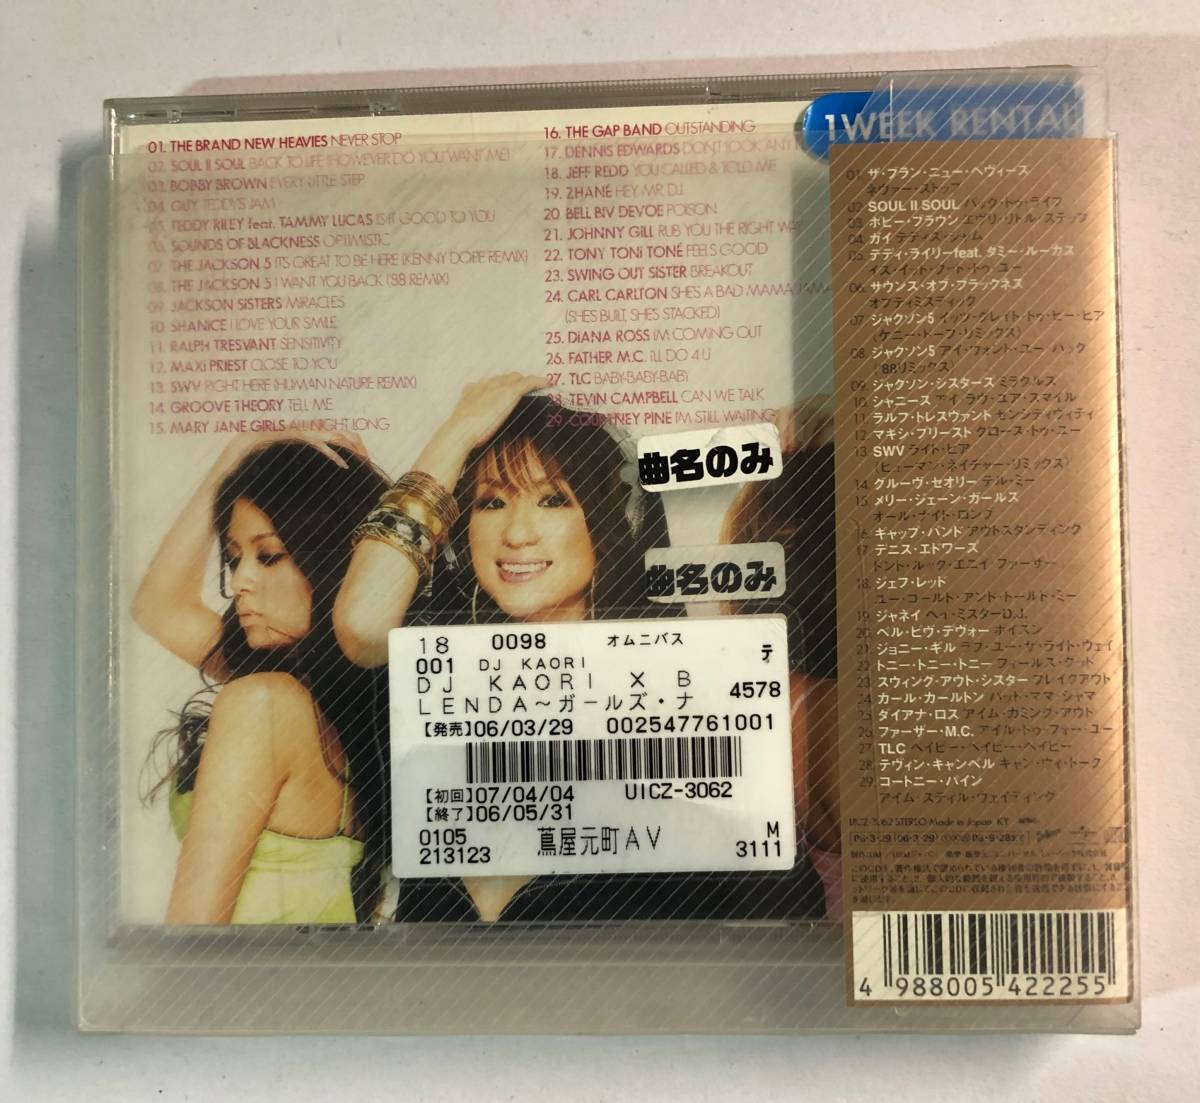 01. THE BRAND NEW HEAVIES NEVER STOP
02. SOUL II SOUL BACK TO LIFE (HOWEVER DO YOU WANT ME)
03. BOBBY BROWN EVERY LITTLE STEP
04. GUY TEDDY'S JAM
05. TEDDY RILEY feat. TAMMY LUCAS IS IT GOOD TO YOU
06. SOUNDS OF BLACKNESS OPTIMISTIC
07. THE JACKSON 5 IT'S GREAT TO BE HERE (KENNY DOPE REMIX)
08. THE JACKSON 5 I WANT YOU BACK ('88 REMIX)
09. JACKSON SISTERS MIRACLES
10. SHANICE I LOVE YOUR SMILE
11. RALPH TRESVANT SENSITIVITY
12. MAXI PRIEST CLOSE TO YOU
13. SWV RIGHT HERE (HUMAN NATURE REMIX)
14. GROOVE THEORY TELL ME
15. MARY JANE GIRLS ALL NIGHT LONG
16. THE GAP BAND OUTSTANDING
17. DENNIS EDWARDS DON'T LOOK ANY
18. JEFF REDD YOU CALLED & TOLD ME
19. ZHANÉ HEY MR. D.J.
20. BELL BIV DEVOE POISON
21. JOHNNY GILL RUB YOU THE RIGHT WAY
22. TONY TONI TONÉ FEELS GOOD
23. SWING OUT SISTER BREAKOUT
24. CARL CARLTON SHE'S A BAD MAMA JAMA
(SHE'S BUILT, SHE'S STACKED)
25. DIANA ROSS I'M COMING OUT
26. FATHER M.C. I'LL DO 4 U
27. TLC BABY-BABY-BABY
28. TEVIN CAMPBELL CAN WE TALK
29. COURTNEY PINE I'M STILL WAITING
1 WEEK RENTAL
曲名のみ
曲名のみ
18 0098 オムニバス
001 DJ KAORI テ
DJ KAORI × B
LENDA〜ガールズ・ナ 4578
【発売】06/03/29 002547761001
【初回】07/04/04 UICZ-3062
【終了】06/05/31
0105 蔦屋元町AV M
213123 3111
01. ザ・ブラン・ニュー・ヘヴィース
ネヴァー・ストップ
02. SOUL II SOUL バック・トゥ・ライフ
03. ボビー・ブラウン エヴリ・リトル・ステップ
04. ガイ テディズ・ジャム
05. テディ・ライリー feat. タミー・ルーカス
イズ・イット・グッド・トゥ・ユー
06. サウンズ・オブ・ブラックネス
オプティミスティック
07. ジャクソン5 イッツ・グレイト・トゥ・ビー・ヒア
(ケニー・ドープ・リミックス)
08. ジャクソン5 アイ・ウォント・ユー・バック
('88リミックス)
09. ジャクソン・シスターズ ミラクルズ
10. シャニース アイ・ラヴ・ユア・スマイル
11. ラルフ・トレスヴァント センシティヴィティ
12. マキシ・プリースト クロース・トゥ・ユー
13. SWV ライト・ヒア
(ヒューマン・ネイチャー・リミックス)
14. グルーヴ・セオリー テル・ミー
15. メリー・ジェーン・ガールズ
オール・ナイト・ロング
16. ギャップ・バンド アウトスタンディング
17. デニス・エドワーズ
ドント・ルック・エニイ・ファーザー
18. ジェフ・レッド
ユー・コールド・アンド・トールド・ミー
19. ジャネイ ヘイ・ミスターD.J.
20. ベル・ビヴ・デヴォー ポイズン
21. ジョニー・ギル ラブ・ユー・ザ・ライト・ウェイ
22. トニー・トニー・トニー フィールズ・グッド
23. スウィング・アウト・シスター ブレイクアウト
24. カール・カールトン バッド・ママ・ジャマ
25. ダイアナ・ロス アイム・カミング・アウト
26. ファーザーM.C. アイル・ドゥ・フォー・ユー
27. TLC ベイビー・ベイビー・ベイビー
28. テヴィン・キャンベル キャン・ウィ・トーク
29. コートニー・パイン
アイム・スティル・ウェイティング
UICZ-3062 STEREO Made in Japan KY
4 988005 422255